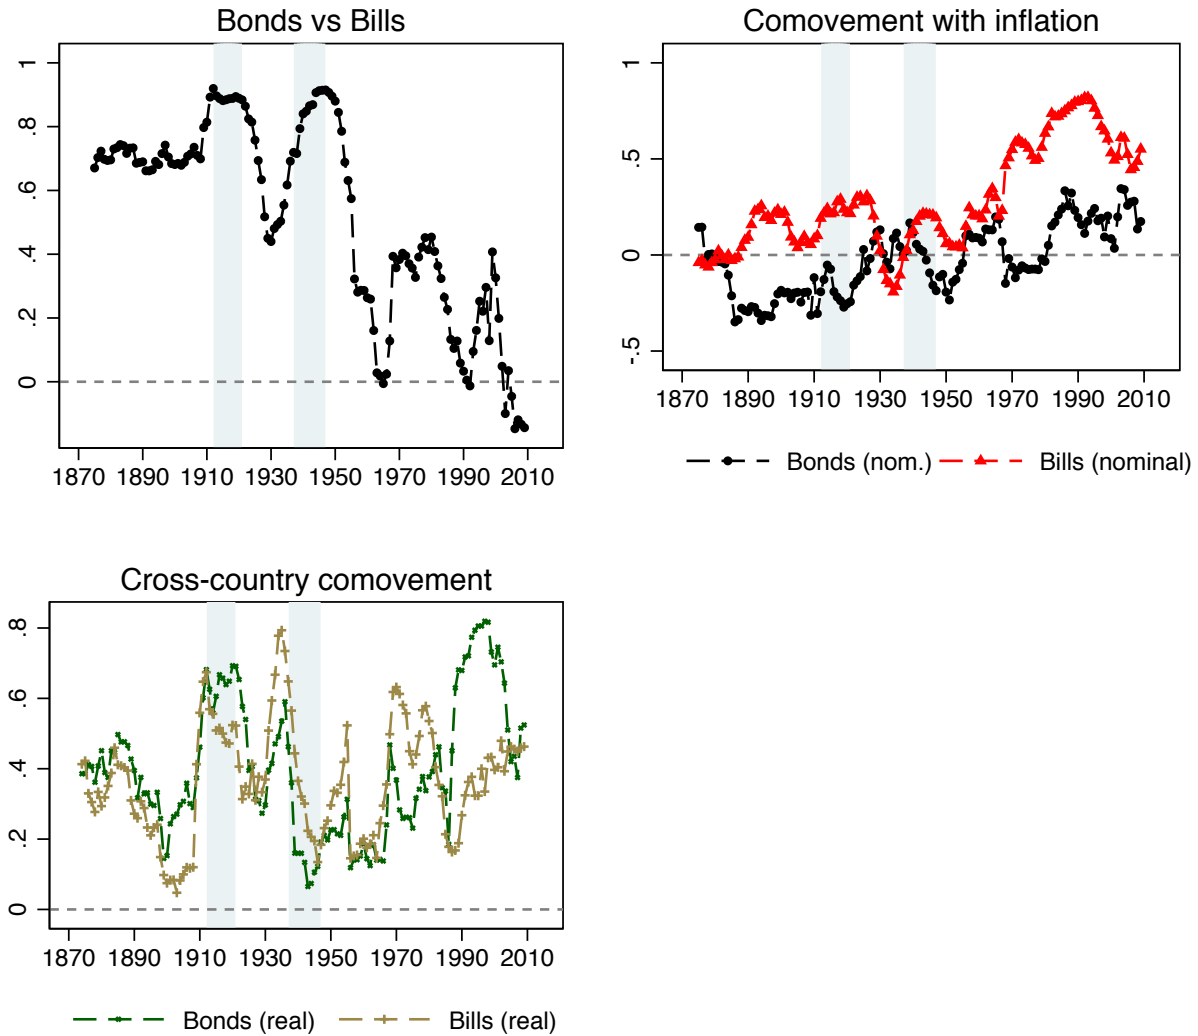 Bonds vs Bills
1
.8
.6
.4
.2
0
1870 1890 1910 1930 1950 1970 1990 2010
Comovement with inflation
1
.5
0
-.5
1870 1890 1910 1930 1950 1970 1990 2010
Bonds (nom.) Bills (nominal)
Cross-country comovement
.8
.6
.4
.2
0
1870 1890 1910 1930 1950 1970 1990 2010
Bonds (real) Bills (real)